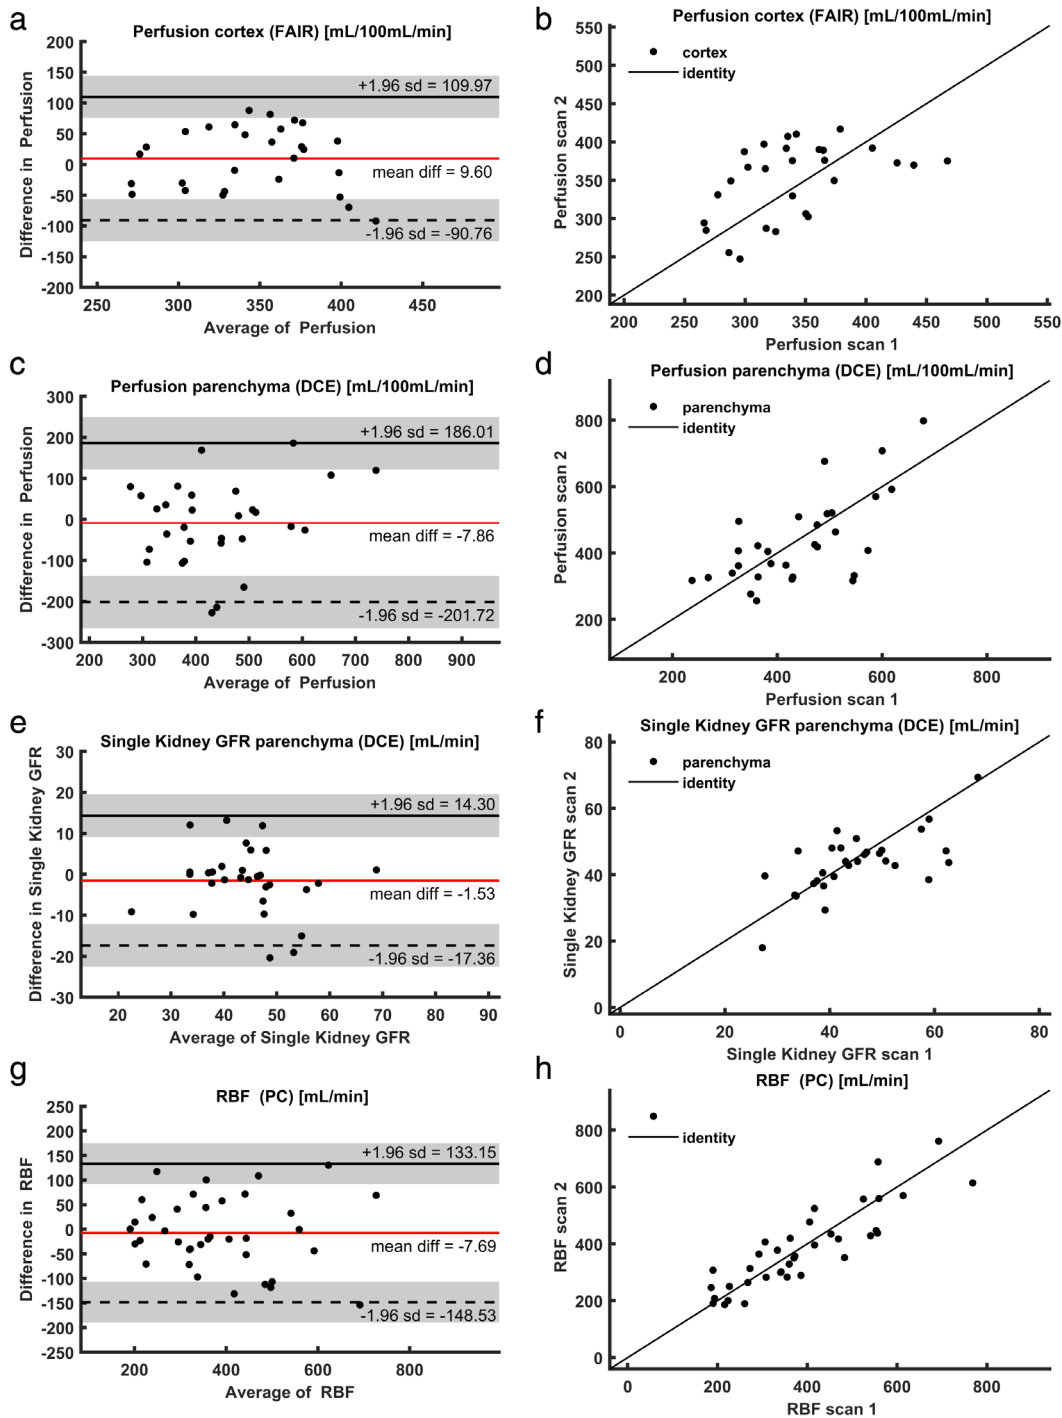 a
Perfusion cortex (FAIR) [mL/100mL/min]
200
150
100
50
0
-50
-100
-150
-200
Difference in Perfusion
+1.96 sd = 109.97
mean diff = 9.60
-1.96 sd = -90.76
250 300 350 400 450
Average of Perfusion
b
Perfusion cortex (FAIR) [mL/100mL/min]
550
500
450
400
350
300
250
200
Perfusion scan 2
cortex
identity
200 250 300 350 400 450 500 550
Perfusion scan 1
c
Perfusion parenchyma (DCE) [mL/100mL/min]
300
200
100
0
-100
-200
-300
Difference in Perfusion
+1.96 sd = 186.01
mean diff = -7.86
-1.96 sd = -201.72
200 300 400 500 600 700 800 900
Average of Perfusion
d
Perfusion parenchyma (DCE) [mL/100mL/min]
800
600
400
200
Perfusion scan 2
parenchyma
identity
200 400 600 800
Perfusion scan 1
e
Single Kidney GFR parenchyma (DCE) [mL/min]
30
20
10
0
-10
-20
-30
Difference in Single Kidney GFR
+1.96 sd = 14.30
mean diff = -1.53
-1.96 sd = -17.36
20 30 40 50 60 70 80 90
Average of Single Kidney GFR
f
Single Kidney GFR parenchyma (DCE) [mL/min]
80
60
40
20
0
Single Kidney GFR scan 2
parenchyma
identity
0 20 40 60 80
Single Kidney GFR scan 1
g
RBF (PC) [mL/min]
250
200
150
100
50
0
-50
-100
-150
-200
-250
Difference in RBF
+1.96 sd = 133.15
mean diff = -7.69
-1.96 sd = -148.53
200 400 600 800
Average of RBF
h
RBF (PC) [mL/min]
800
600
400
200
0
RBF scan 2
identity
0 200 400 600 800
RBF scan 1